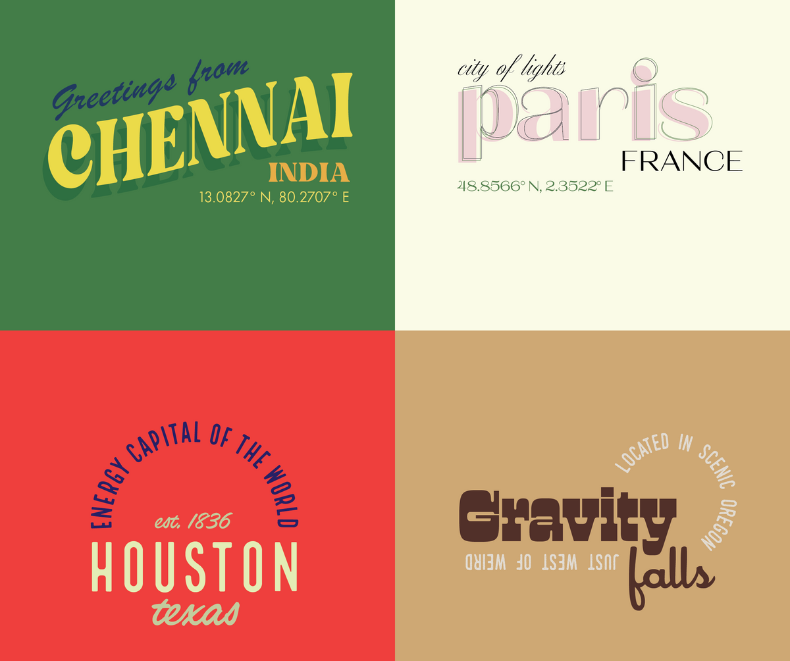 Greetings from
CHENNAI
INDIA
13.0827° N, 80.2707° E
city of lights
paris
FRANCE
48.8566° N, 2.3522° E
ENERGY CAPITAL OF THE WORLD
est. 1836
HOUSTON
texas
LOCATED IN SCENIC OREGON
Gravity
falls
JUST WEST OF WEIRD